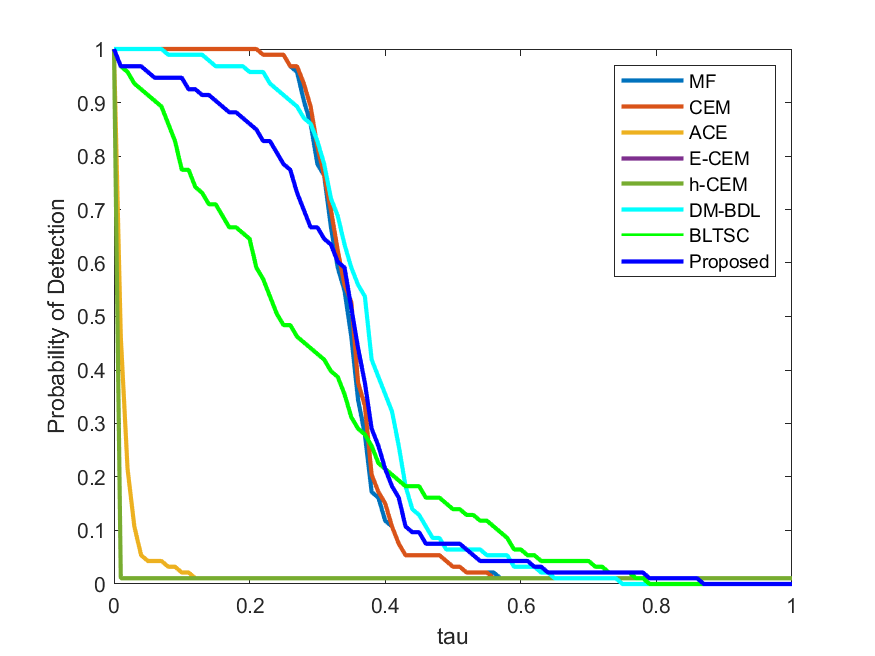 1
0.9
0.8
0.7
0.6
0.5
0.4
0.3
0.2
0.1
0
Probability of Detection
MF
CEM
ACE
E-CEM
h-CEM
DM-BDL
BLTSC
Proposed
0 0.2 0.4 0.6 0.8 1
tau